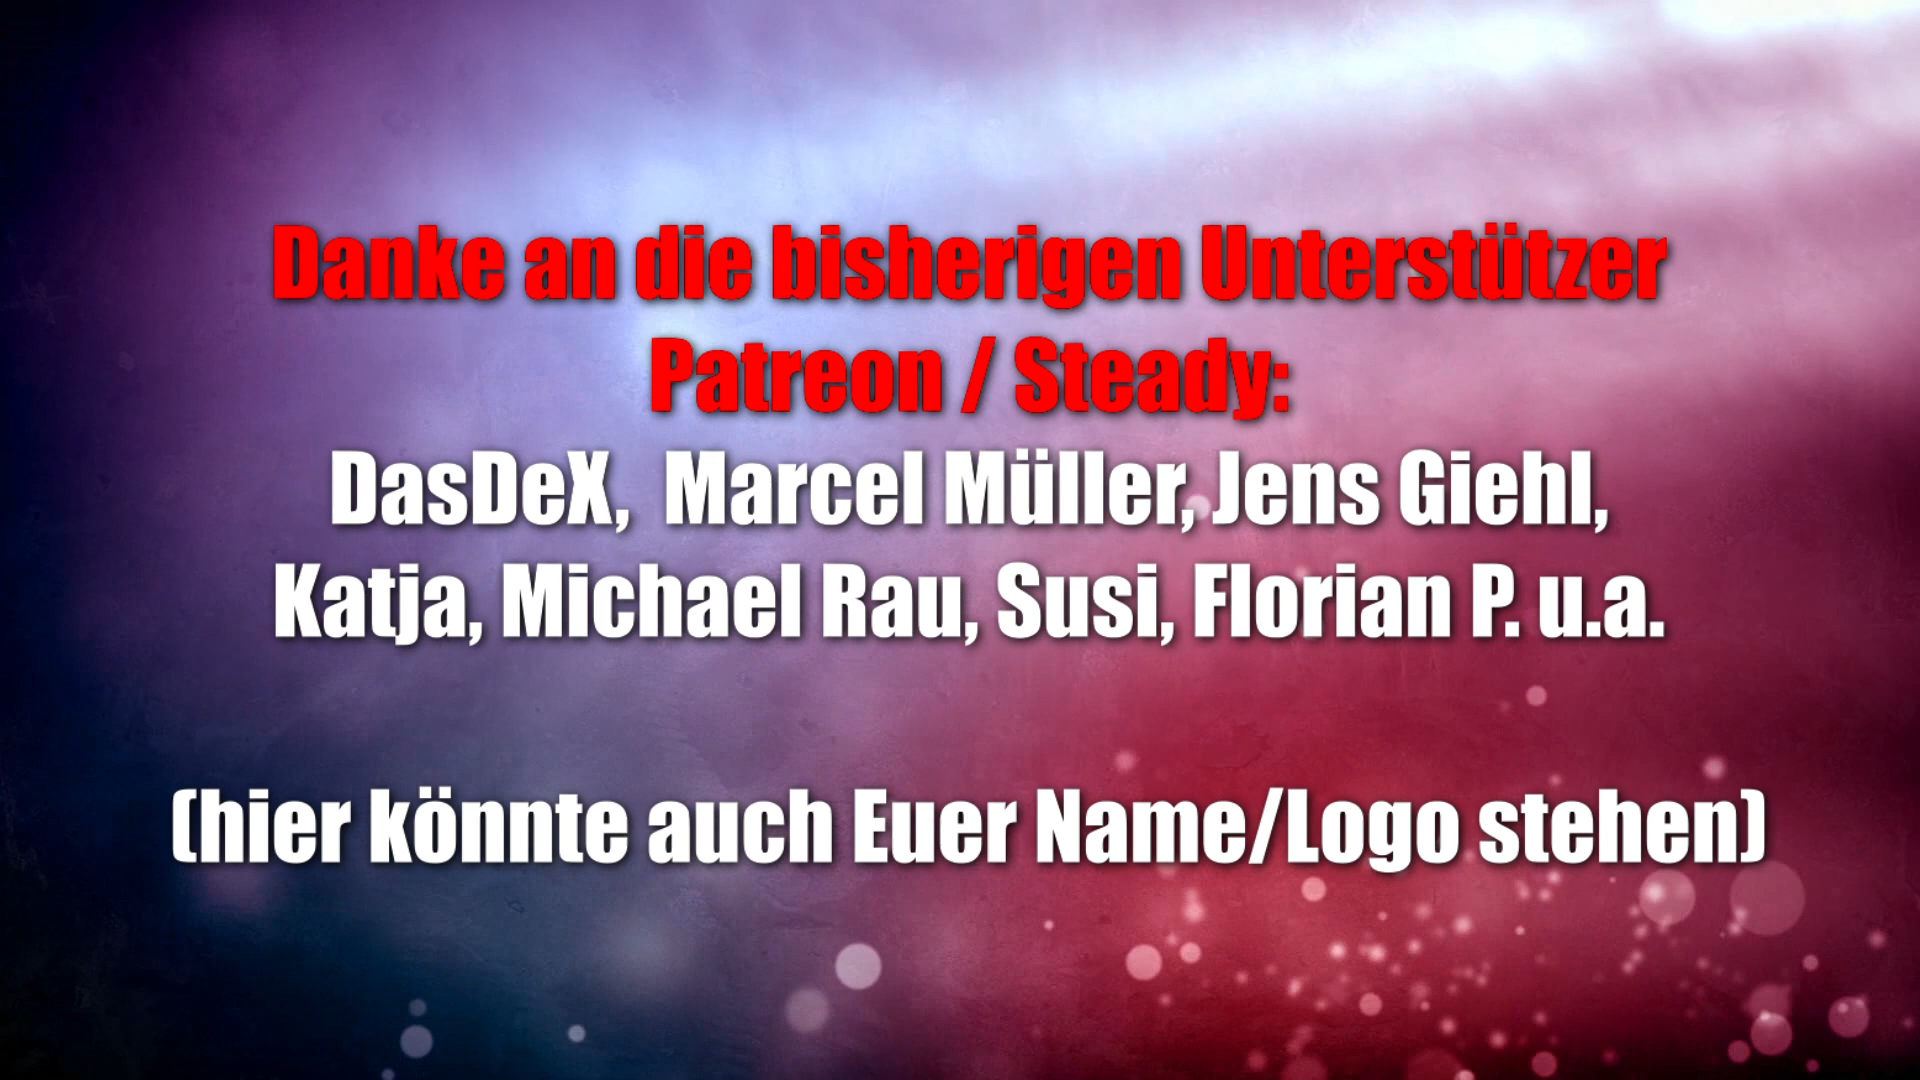 Danke an die bisherigen Unterstützer
Patreon / Steady:
DasDeX,  Marcel Müller, Jens Giehl,
Katja, Michael Rau, Susi, Florian P. u.a.
(hier könnte auch Euer Name/Logo stehen)